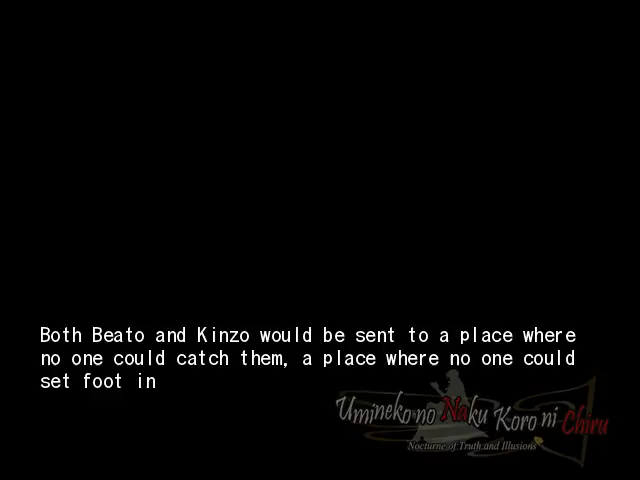 Both Beato and Kinzo would be sent to a place where
no one could catch them, a place where no one could
set foot in
Umineko no Naku Koro ni Chiru
Nocturne of Truth and Illusions